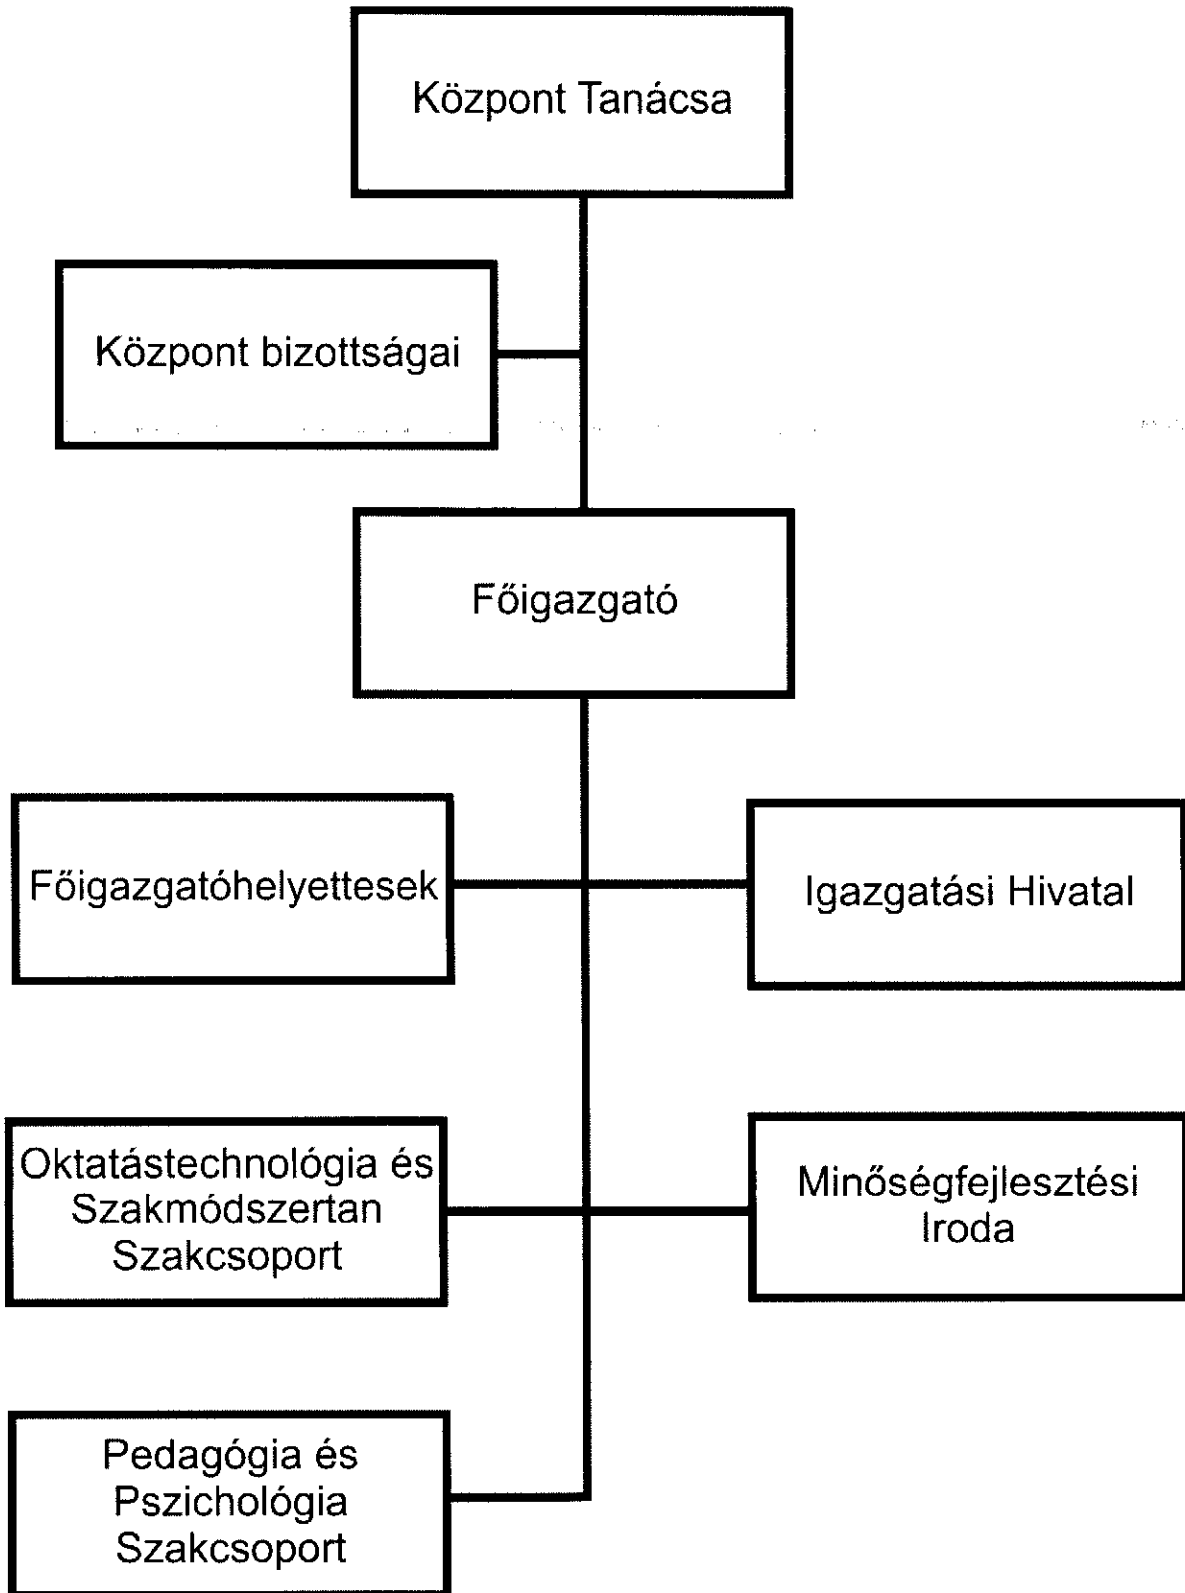 Központ Tanácsa
Központ bizottságai
Főigazgató
Főigazgatóhelyettesek
Igazgatási Hivatal
Oktatástechnológia és
Szakmódszertan
Szakcsoport
Minőségfejlesztési
Iroda
Pedagógia és
Pszichológia
Szakcsoport